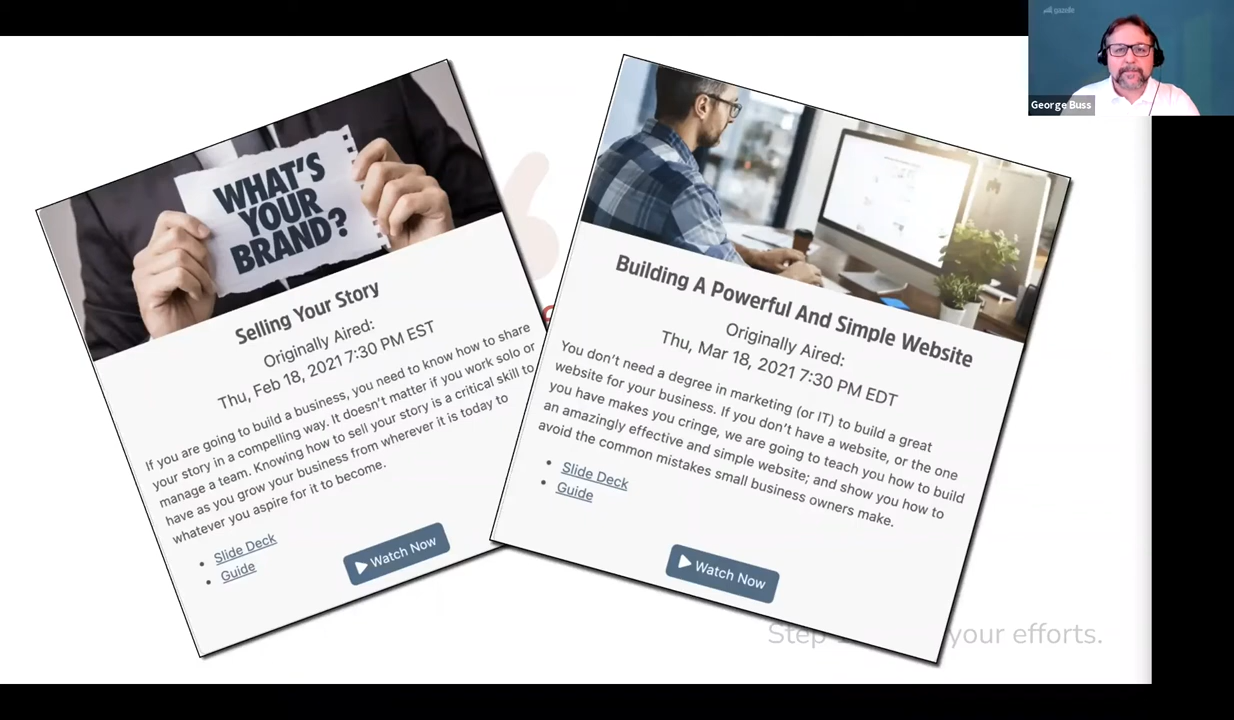 gazelle
George Buss
WHAT'S
YOUR
BRAND?
Selling Your Story
Originally Aired:
Thu, Feb 18, 2021 7:30 PM EST
If you are going to build a business, you need to know how to share
your story in a compelling way. It doesn't matter if you work solo or
manage a team. Knowing how to sell your story is a critical skill to
have as you grow your business from wherever it is today to
whatever you aspire for it to become.
• Slide Deck
• Guide
Watch Now
Building A Powerful And Simple Website
Originally Aired:
Thu, Mar 18, 2021 7:30 PM EDT
You don't need a degree in marketing (or IT) to build a great
website for your business. If you don't have a website, or the one
you have makes you cringe, we are going to teach you how to build
an amazingly effective and simple website; and show you how to
avoid the common mistakes small business owners make.
• Slide Deck
• Guide
Watch Now
Step your efforts.